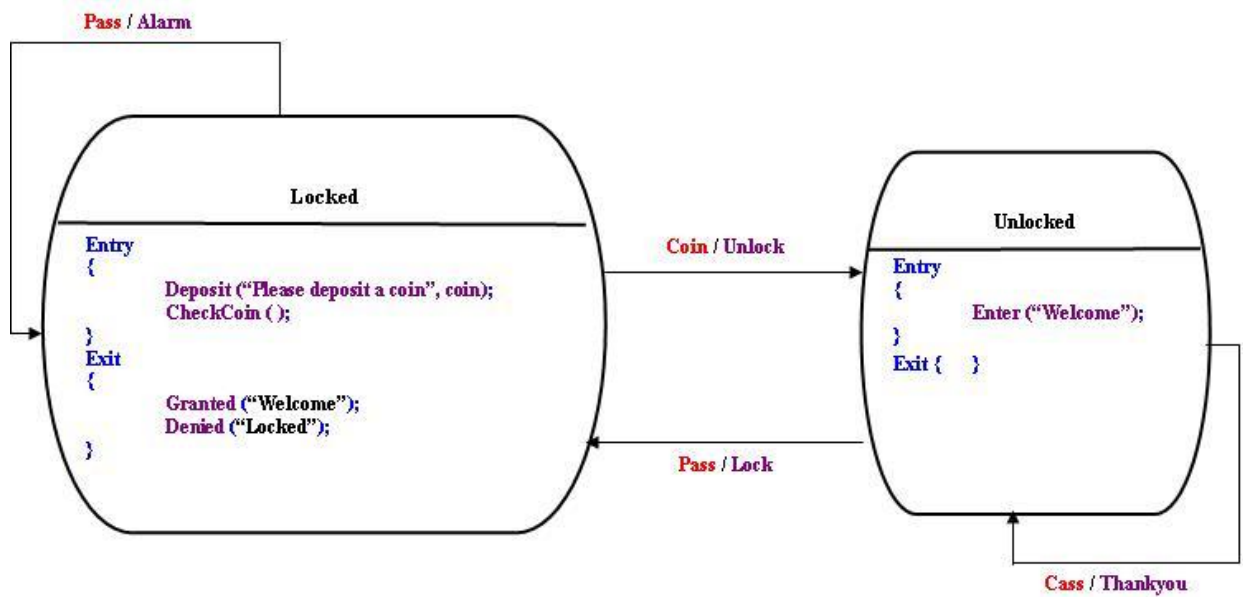 Pass / Alarm
Locked
Entry
{
Deposit (“Please deposit a coin”, coin);
CheckCoin ( );
}
Exit
{
Granted (“Welcome”);
Denied (“Locked”);
}
Coin / Unlock
Pass / Lock
Unlocked
Entry
{
Enter (“Welcome”);
}
Exit { }
Cass / Thankyou